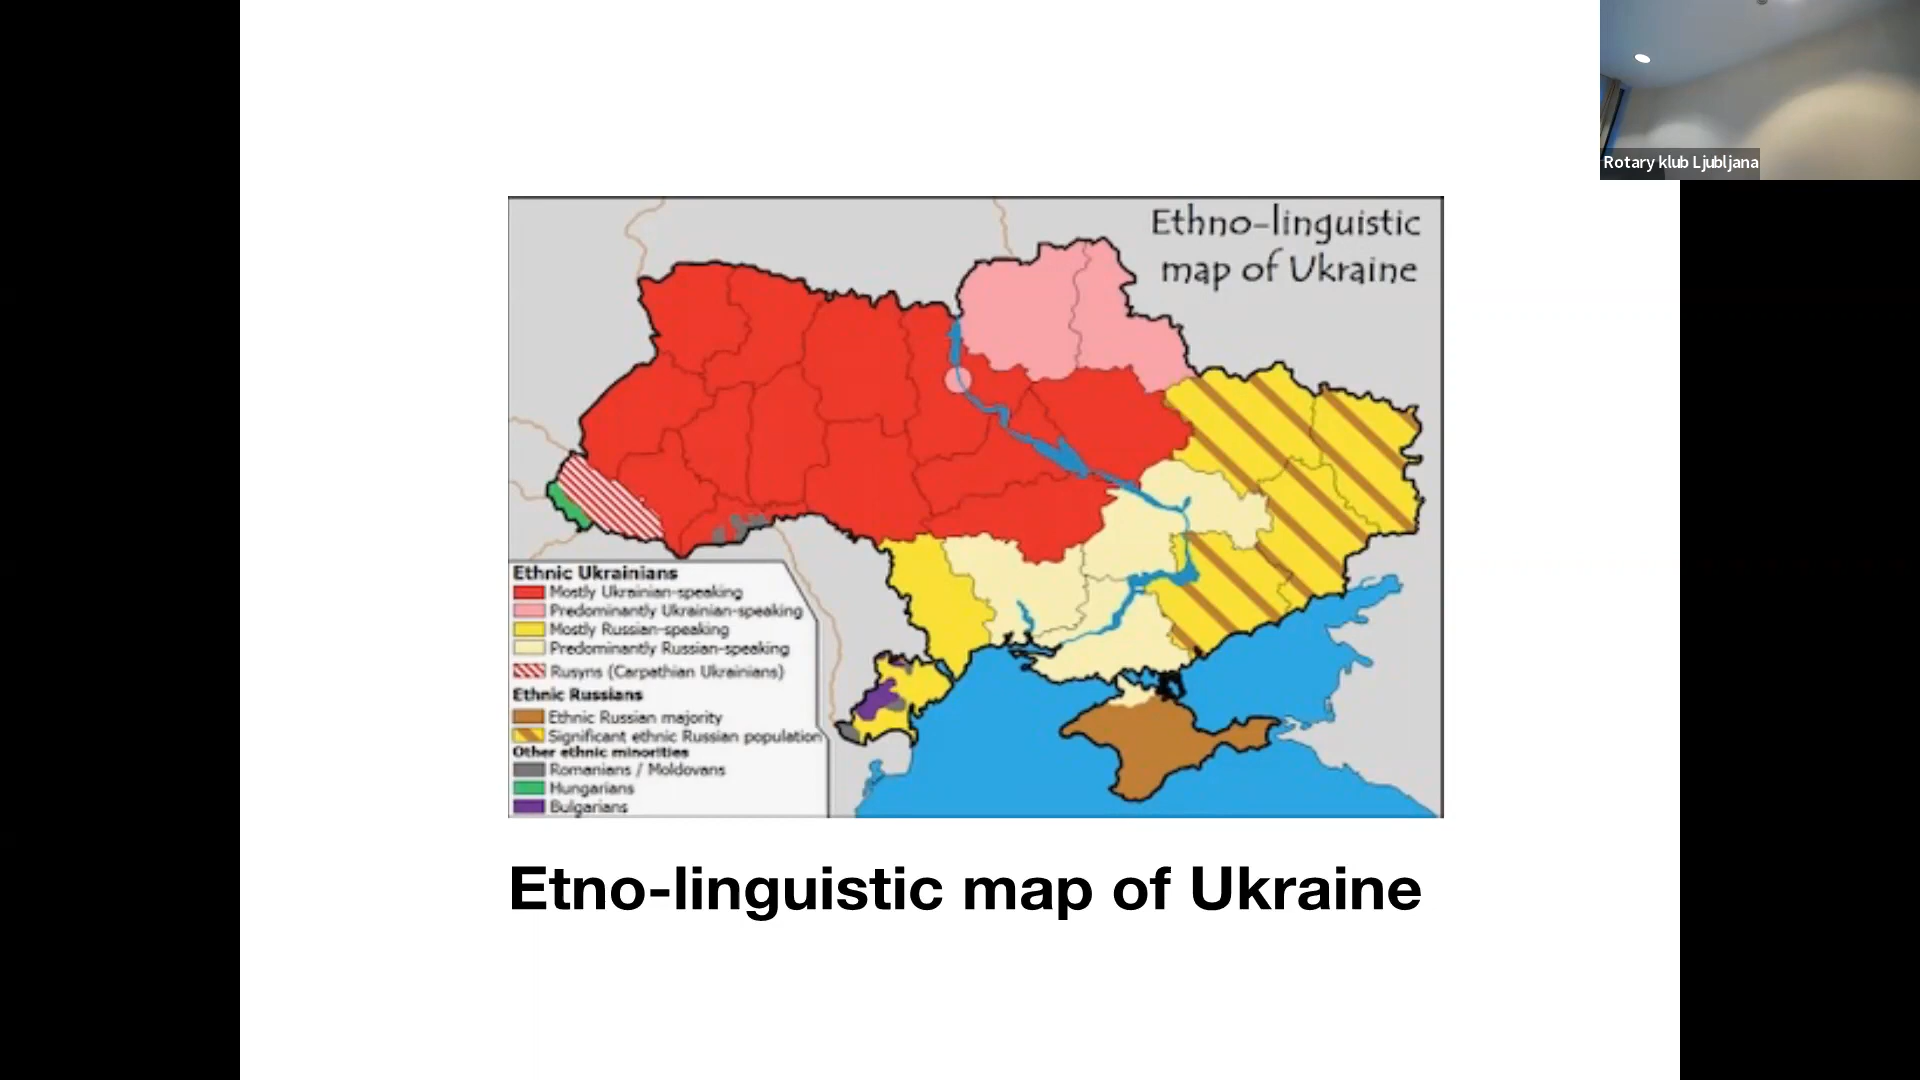 Rotary klub Ljubljana
Ethno-linguistic
map of Ukraine
Ethnic Ukrainians
Mostly Ukrainian-speaking
Predominantly Ukrainian-speaking
Mostly Russian-speaking
Predominantly Russian-speaking
Rusyns (Carpathian Ukrainians)
Ethnic Russians
Ethnic Russian majority
Significant ethnic Russian population
Other ethnic minorities
Romanians / Moldovans
Hungarians
Bulgarians
Etno-linguistic map of Ukraine